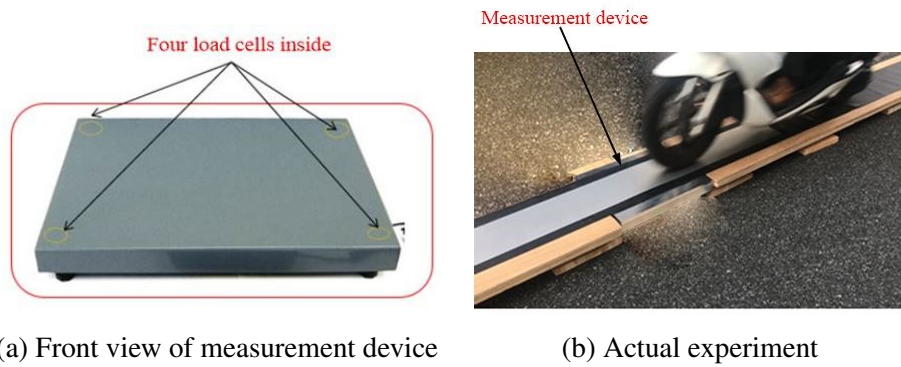 Measurement device
Four load cells inside
(a) Front view of measurement device
(b) Actual experiment